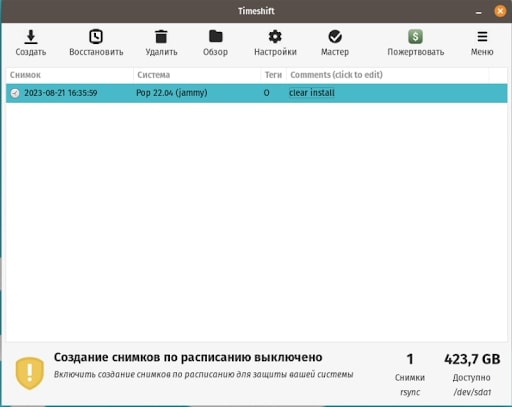 Timeshift
Создать Восстановить Удалить Обзор Настройки Мастер Пожертвовать Меню
Снимок Система Теги Comments (click to edit)
2023-08-21 16:35:59 Pop 22.04 (jammy) O clear install
Создание снимков по расписанию выключено 1 423,7 GB
Включить создание снимков по расписанию для защиты вашей системы Снимки Доступно
rsync /dev/sda1